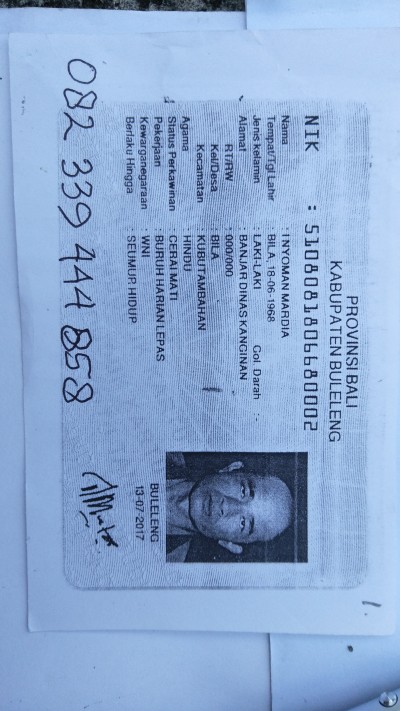 PROVINSI BALI
KABUPATEN BULELENG
NIK : 5108081806680002
Nama : I NYOMAN MARDIA
Tempat/Tgl Lahir : BILA, 18-06-1968
Jenis kelamin : LAKI-LAKI Gol. Darah : -
Alamat : BANJAR DINAS KANGINAN
RT/RW : 000/000
Kel/Desa : BILA
Kecamatan : KUBUTAMBAHAN
Agama : HINDU
Status Perkawinan : CERAI MATI
Pekerjaan : BURUH HARIAN LEPAS
Kewarganegaraan : WNI
Berlaku Hingga : SEUMUR HIDUP
BULELENG
13-07-2017
082 339 444 858